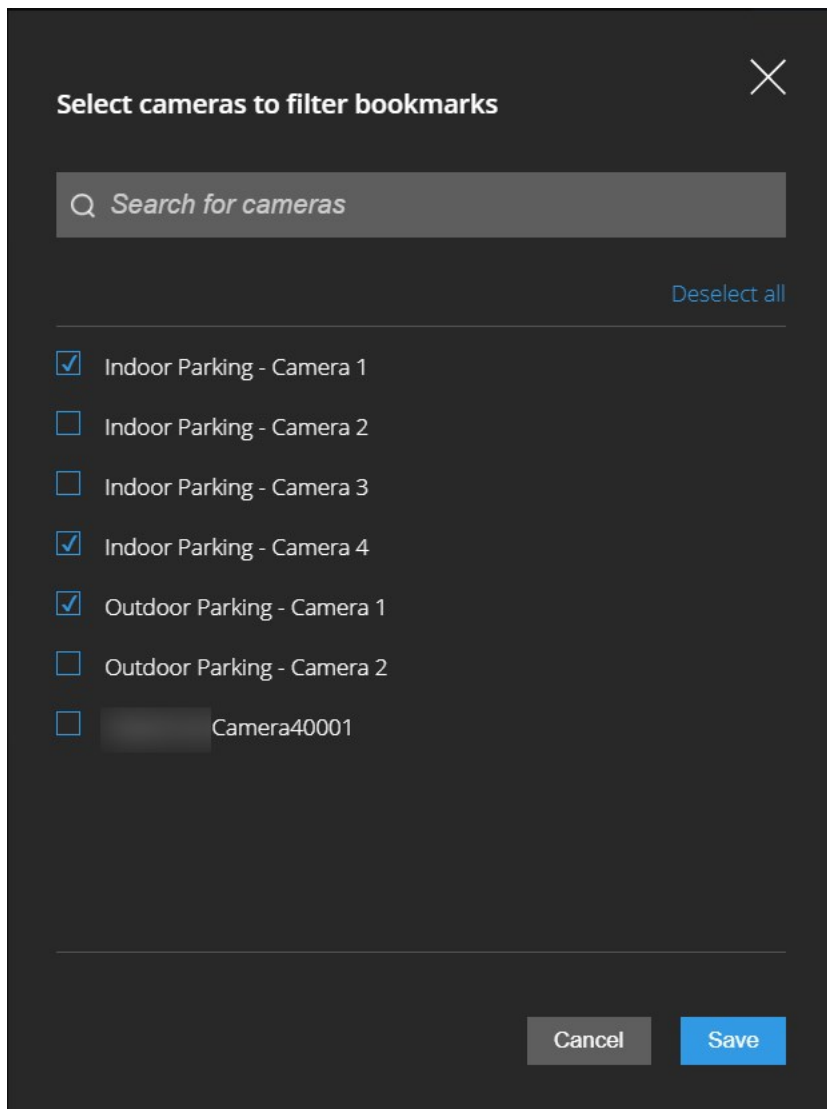 Select cameras to filter bookmarks
Search for cameras
Deselect all
Indoor Parking - Camera 1
Indoor Parking - Camera 2
Indoor Parking - Camera 3
Indoor Parking - Camera 4
Outdoor Parking - Camera 1
Outdoor Parking - Camera 2
Camera40001
Cancel
Save